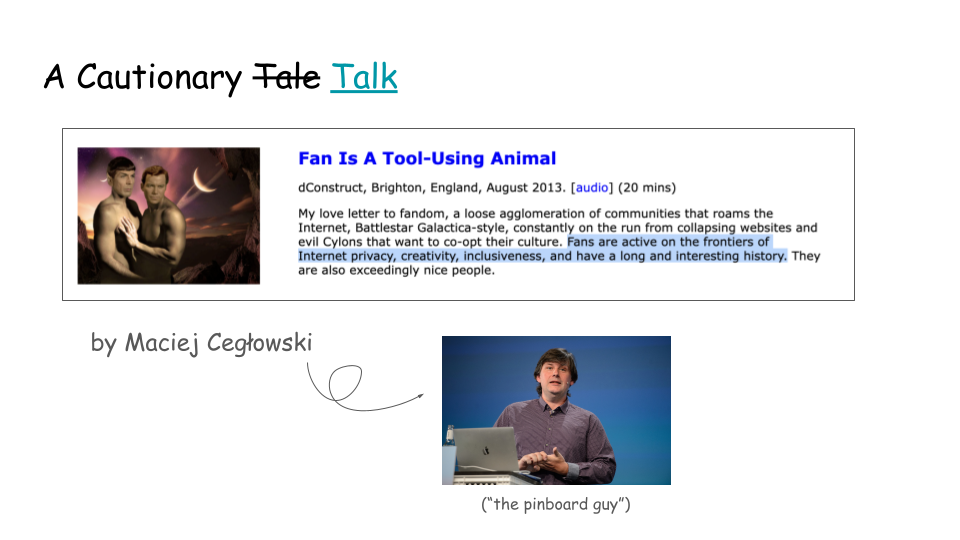 A Cautionary Tale Talk
Fan Is A Tool-Using Animal
dConstruct, Brighton, England, August 2013. [audio] (20 mins)
My love letter to fandom, a loose agglomeration of communities that roams the
Internet, Battlestar Galactica-style, constantly on the run from collapsing websites and
evil Cylons that want to co-opt their culture. Fans are active on the frontiers of
Internet privacy, creativity, inclusiveness, and have a long and interesting history. They
are also exceedingly nice people.
by Maciej Cegłowski
(“the pinboard guy”)